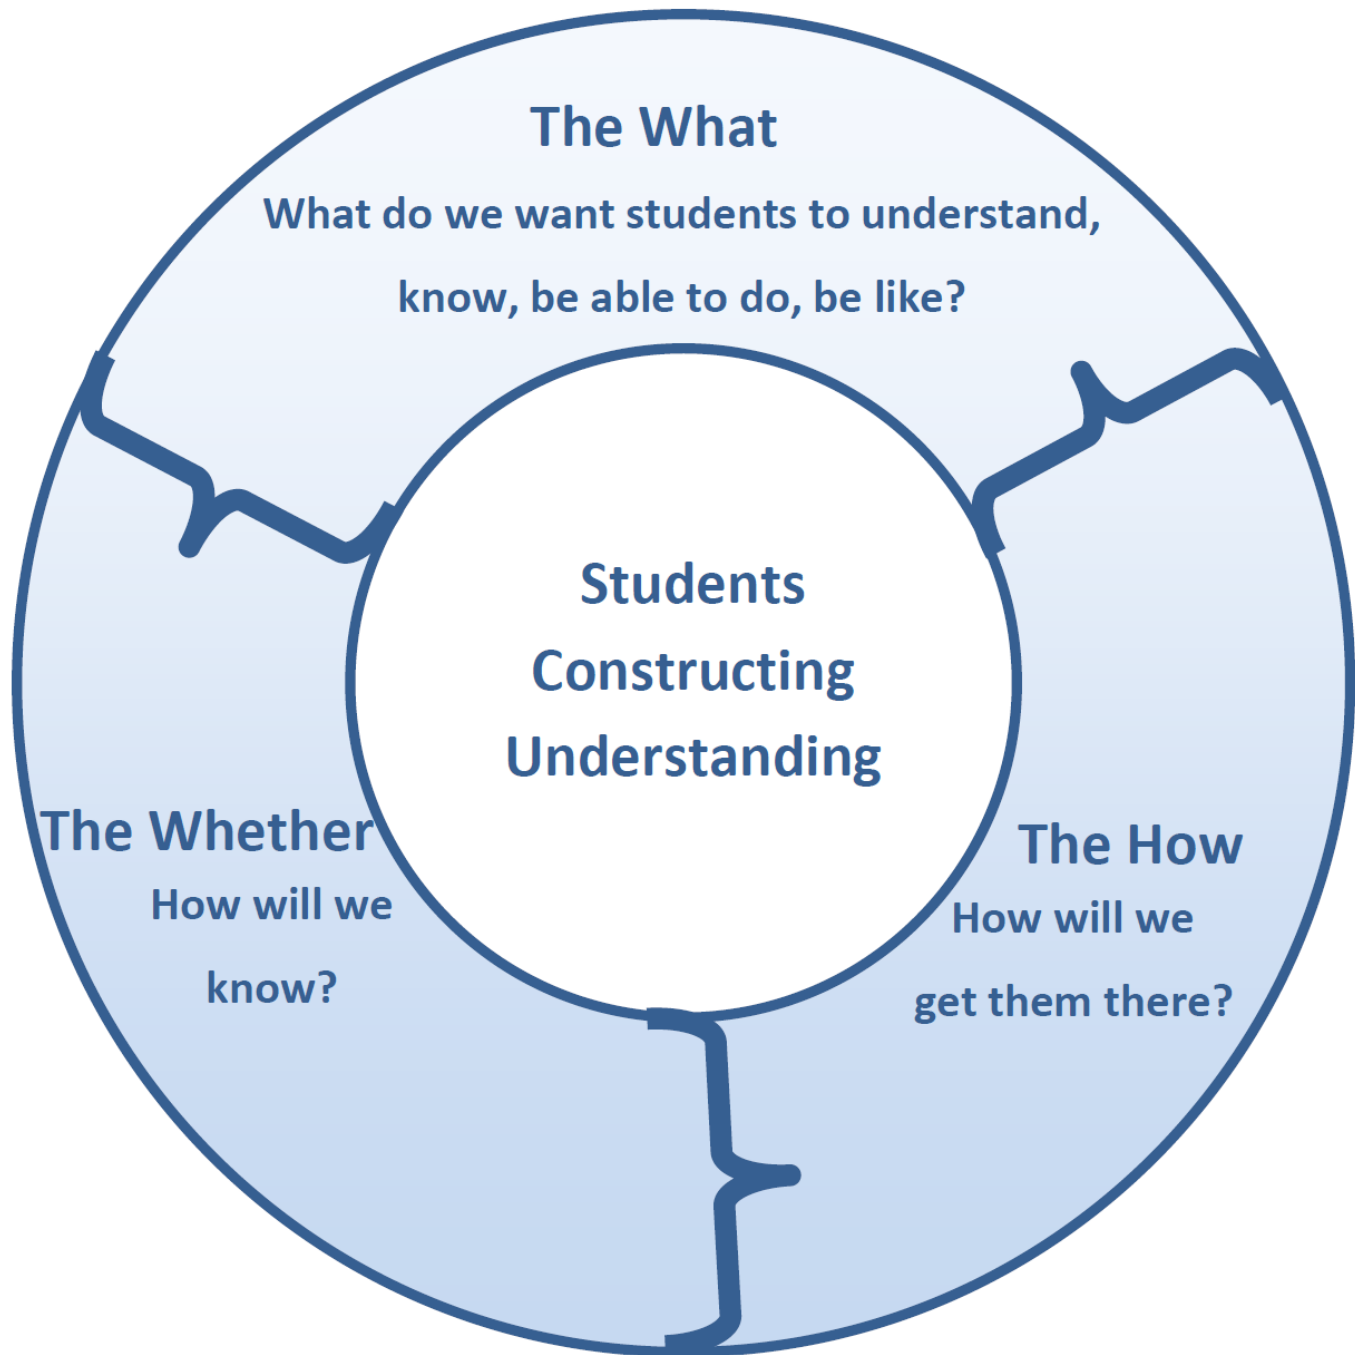 The What
What do we want students to understand,
know, be able to do, be like?
Students
Constructing
Understanding
The Whether
How will we
know?
The How
How will we
get them there?